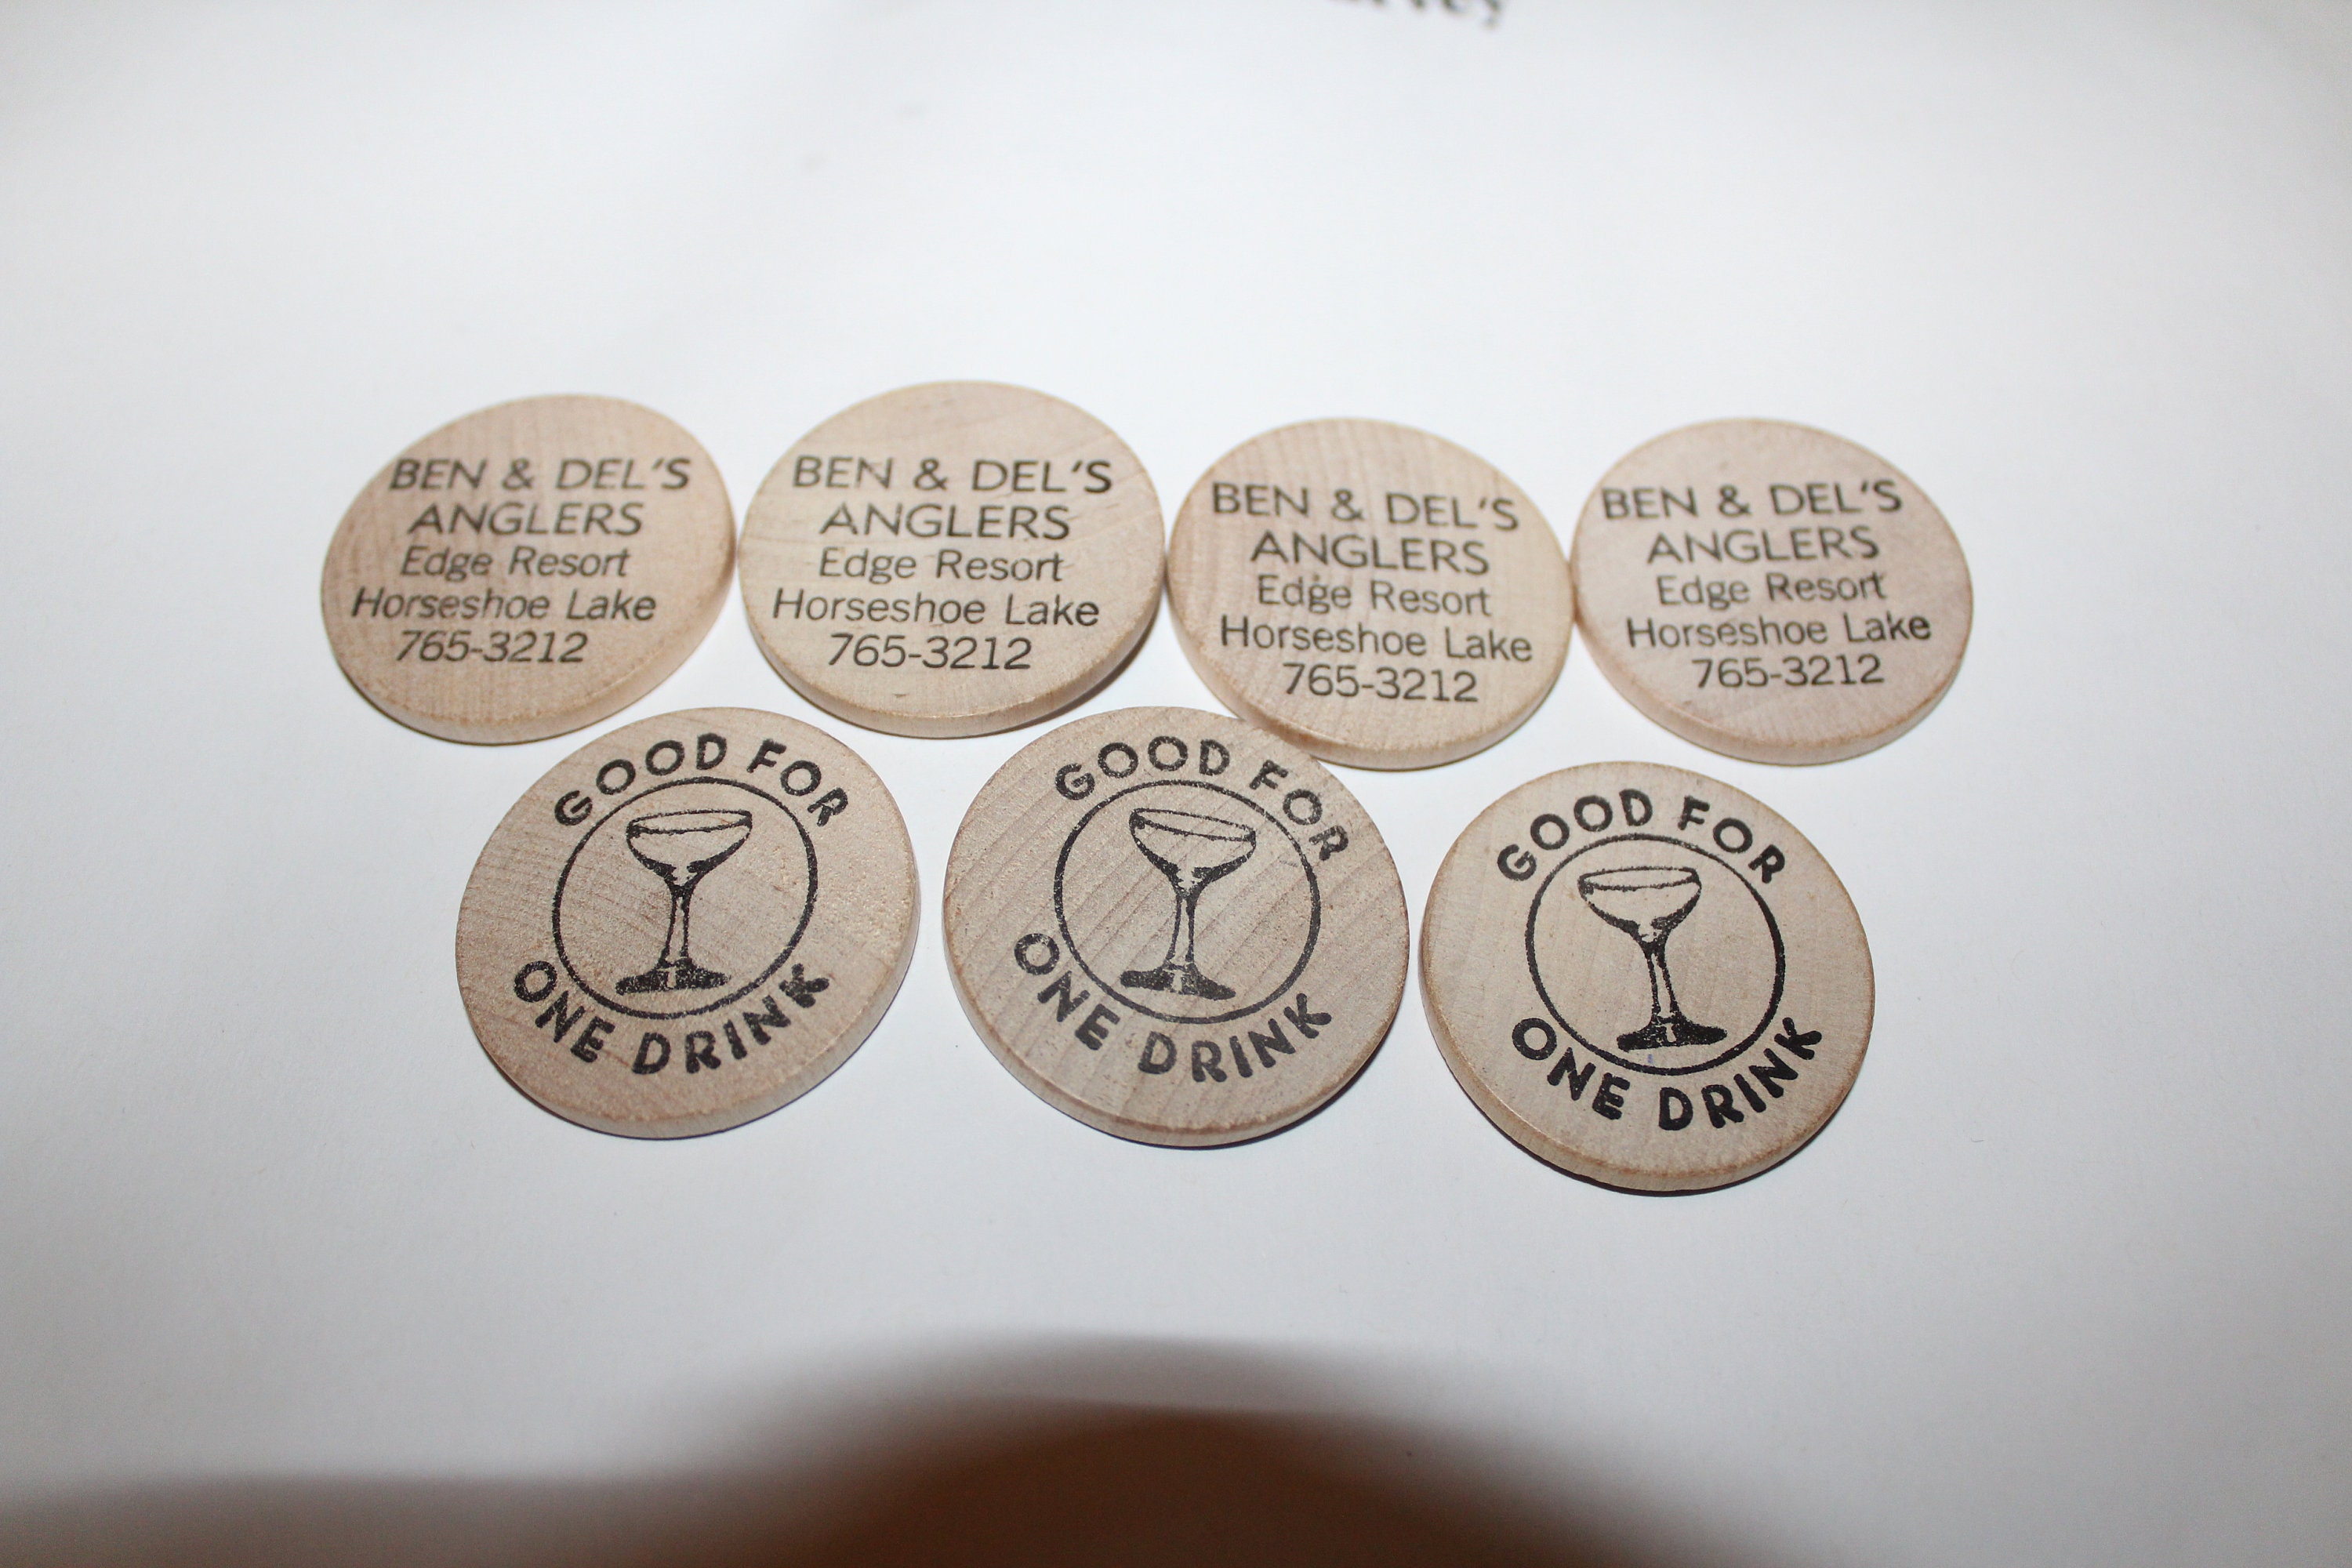 BEN & DEL'S
ANGLERS
Edge Resort
Horseshoe Lake
765-3212
BEN & DEL'S
ANGLERS
Edge Resort
Horseshoe Lake
765-3212
BEN & DEL'S
ANGLERS
Edge Resort
Horseshoe Lake
765-3212
BEN & DEL'S
ANGLERS
Edge Resort
Horseshoe Lake
765-3212
GOOD FOR
ONE DRINK
GOOD FOR
ONE DRINK
GOOD FOR
ONE DRINK